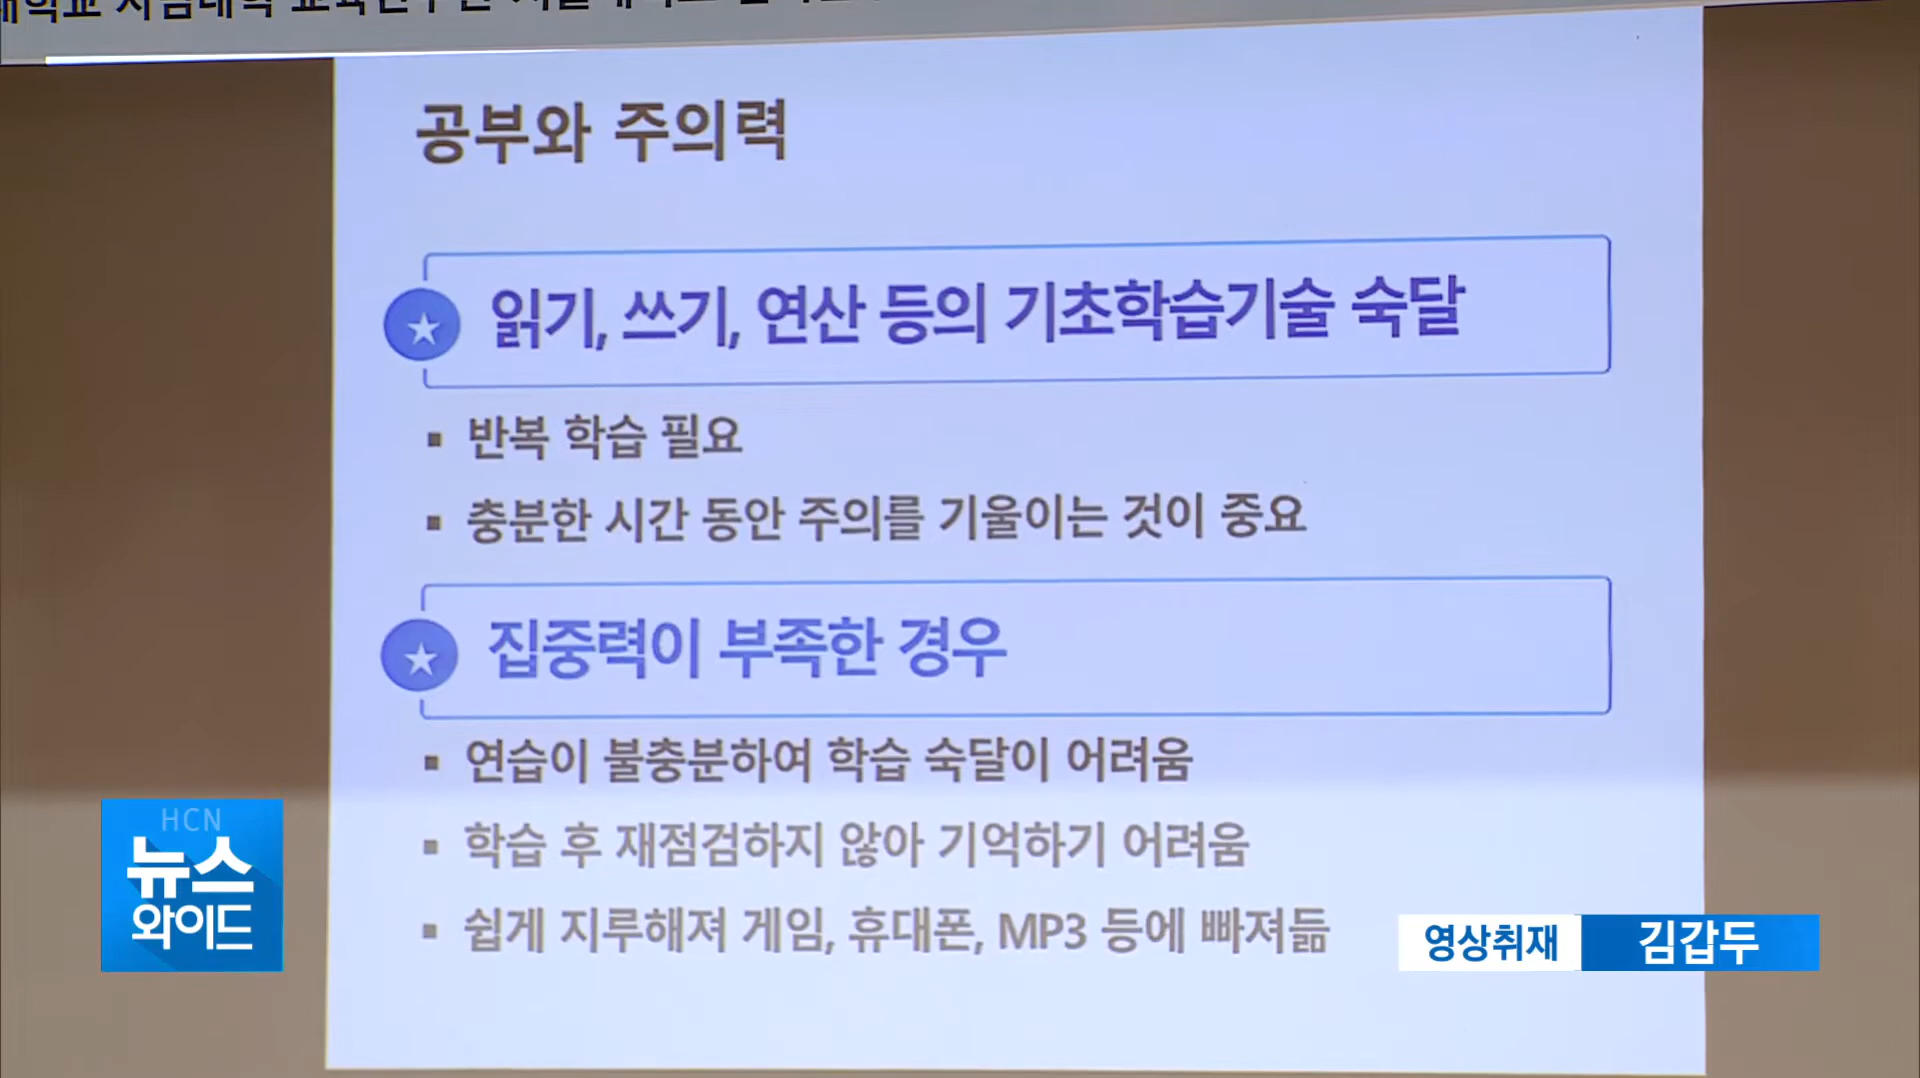 공부와 주의력
읽기, 쓰기, 연산 등의 기초학습기술 숙달
반복 학습 필요
충분한 시간 동안 주의를 기울이는 것이 중요
집중력이 부족한 경우
연습이 불충분하여 학습 숙달이 어려움
학습 후 재점검하지 않아 기억하기 어려움
쉽게 지루해져 게임, 휴대폰, MP3 등에 빠져듦
HCN
뉴스
와이드
영상취재 김갑두